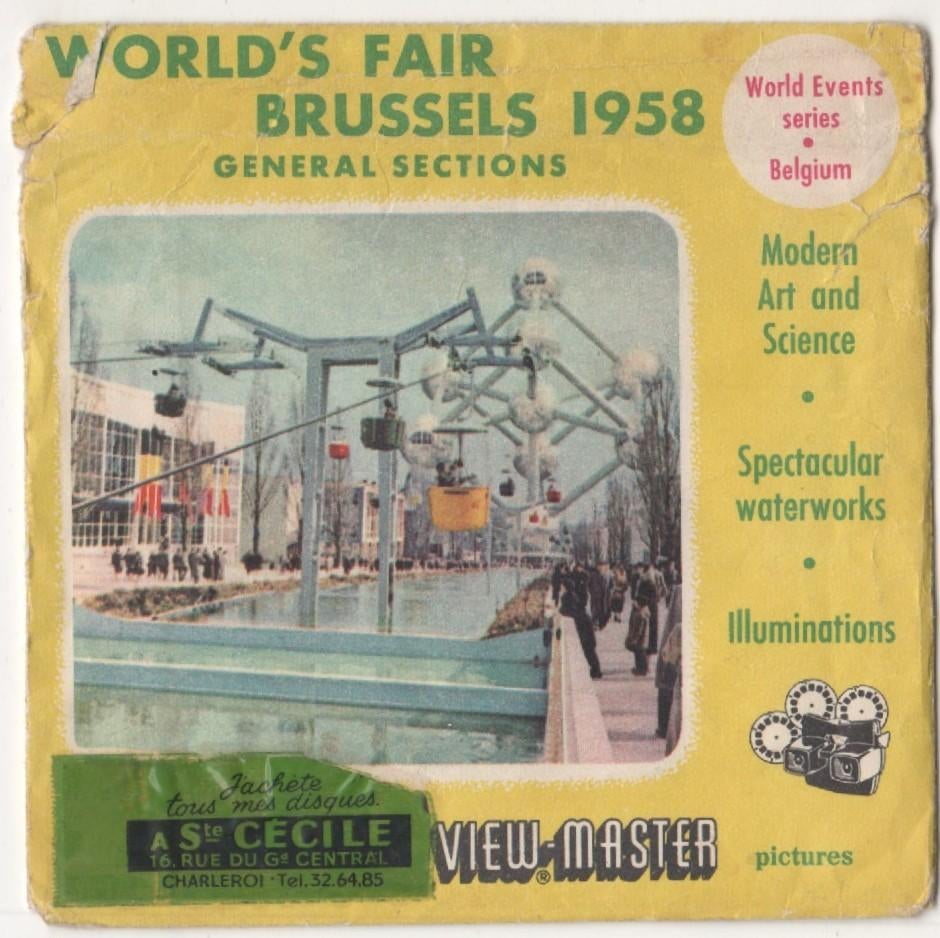 WORLD'S FAIR
BRUSSELS 1958
GENERAL SECTIONS
World Events
series
•
Belgium
Modern
Art and
Science
•
Spectacular
waterworks
•
Illuminations
J'achète
tous mes disques.
A Ste CÉCILE
16, RUE DU Gd CENTRAL
CHARLEROI · Tel. 32.64.85
VIEW-MASTER
®
pictures